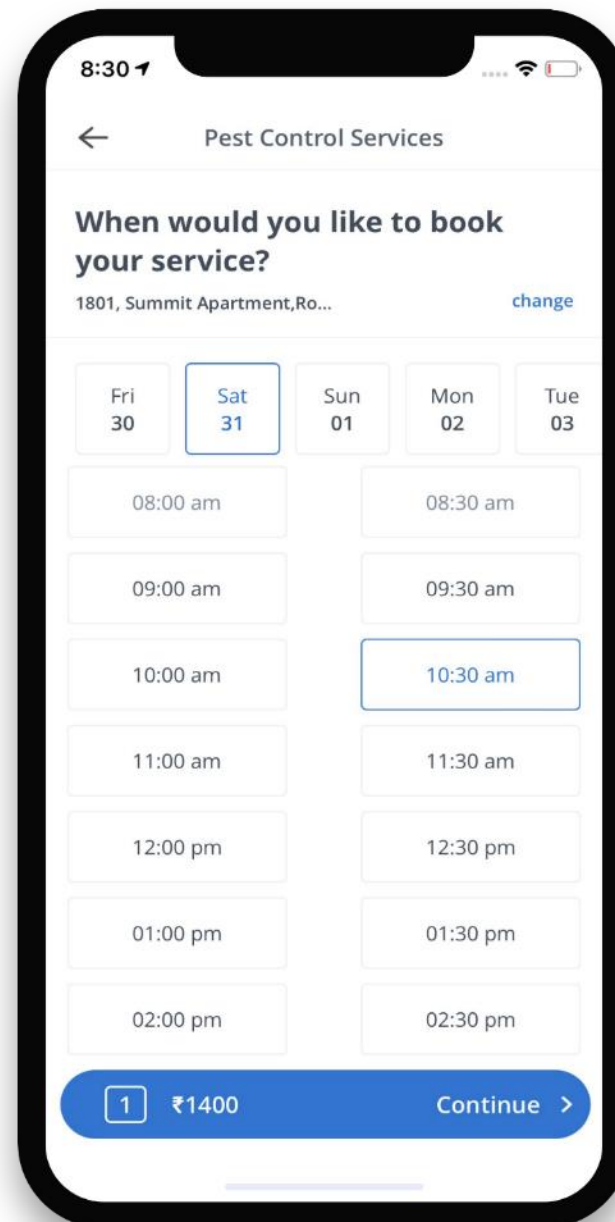 8:30
Pest Control Services
When would you like to book
your service?
1801, Summit Apartment,Ro...
change
Fri Sat Sun Mon Tue
30 31 01 02 03
08:00 am 08:30 am
09:00 am 09:30 am
10:00 am 10:30 am
11:00 am 11:30 am
12:00 pm 12:30 pm
01:00 pm 01:30 pm
02:00 pm 02:30 pm
1 ₹1400 Continue